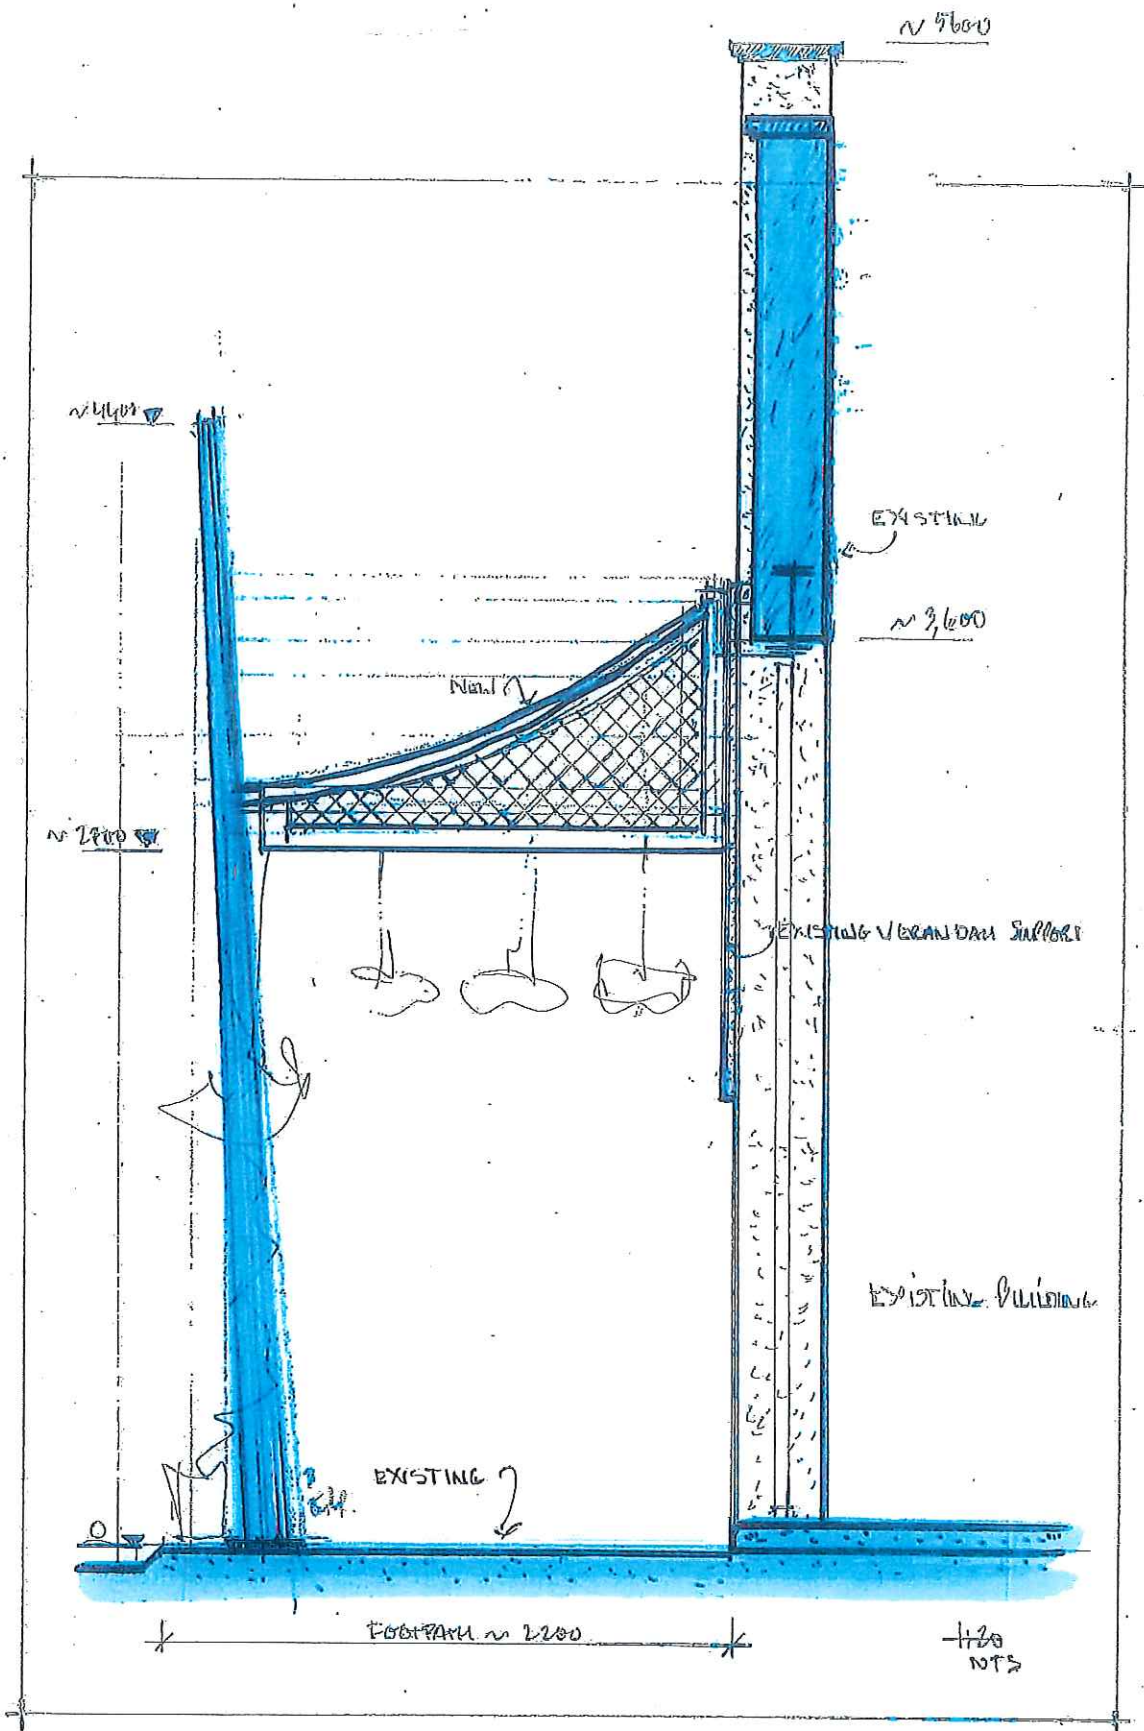 ~ 5600
~ 4400
EXISTING
~ 3,600
NEW
~ 2700
EXISTING VERANDAH SUPPORT
EXISTING BUILDING
EXISTING
0
FOOTPATH ~ 2200
1:20
NTS